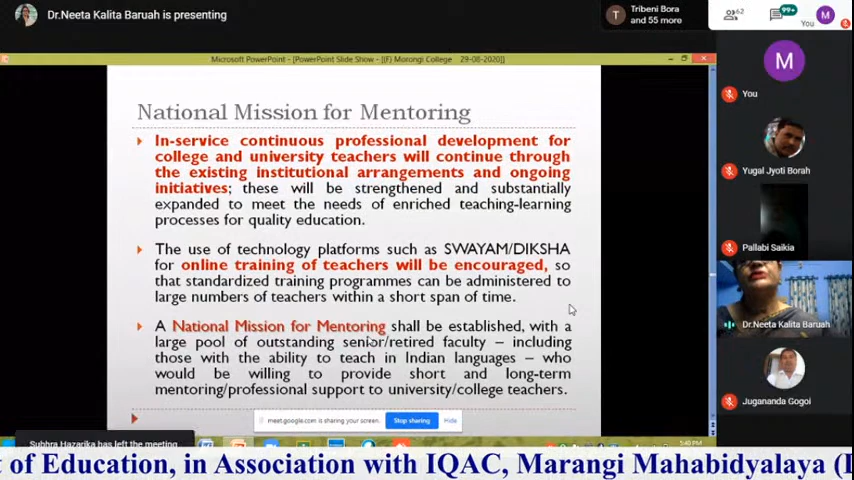 Dr.Neeta Kalita Baruah is presenting
T
Tribeni Bora
and 55 more
62
99+
You
M
Microsoft PowerPoint - [PowerPoint Slide Show - [(F) Morongi College 29-08-2020]]
National Mission for Mentoring
In-service continuous professional development for
college and university teachers will continue through
the existing institutional arrangements and ongoing
initiatives; these will be strengthened and substantially
expanded to meet the needs of enriched teaching-learning
processes for quality education.
The use of technology platforms such as SWAYAM/DIKSHA
for online training of teachers will be encouraged, so
that standardized training programmes can be administered to
large numbers of teachers within a short span of time.
A National Mission for Mentoring shall be established, with a
large pool of outstanding senior/retired faculty – including
those with the ability to teach in Indian languages – who
would be willing to provide short and long-term
mentoring/professional support to university/college teachers.
meet.google.com is sharing your screen.
Stop sharing
Hide
5:40 PM
M
You
Yugal Jyoti Borah
Pallabi Saikia
Dr.Neeta Kalita Baruah
Jugananda Gogoi
Subhra Hazarika has left the meeting
t of Education, in Association with IQAC, Marangi Mahabidyalaya (